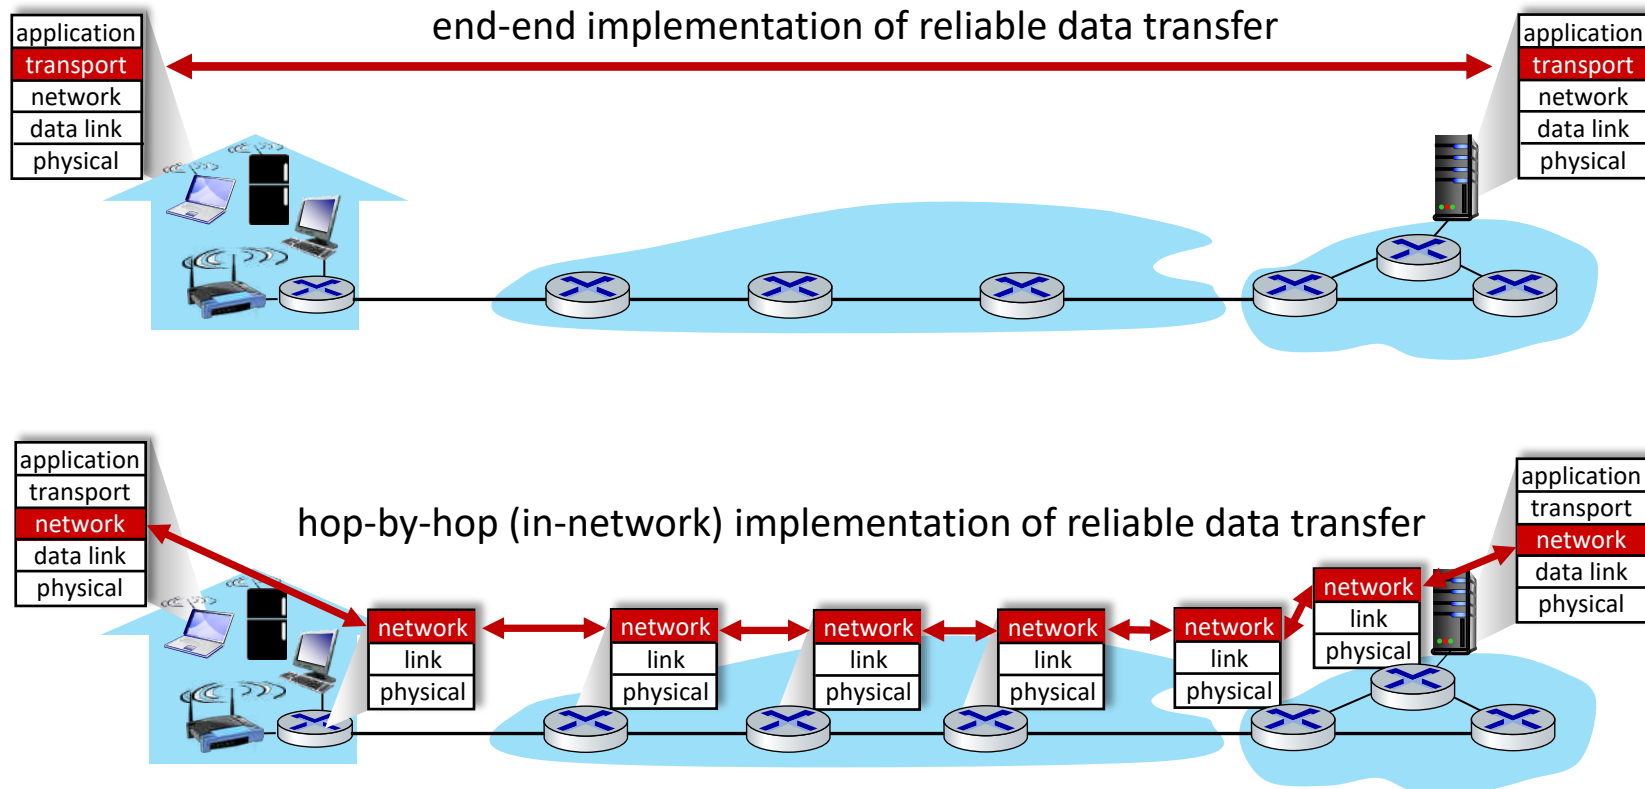 end-end implementation of reliable data transfer
application
transport
network
data link
physical
application
transport
network
data link
physical
hop-by-hop (in-network) implementation of reliable data transfer
application
transport
network
data link
physical
network
link
physical
network
link
physical
network
link
physical
network
link
physical
network
link
physical
network
link
physical
application
transport
network
data link
physical